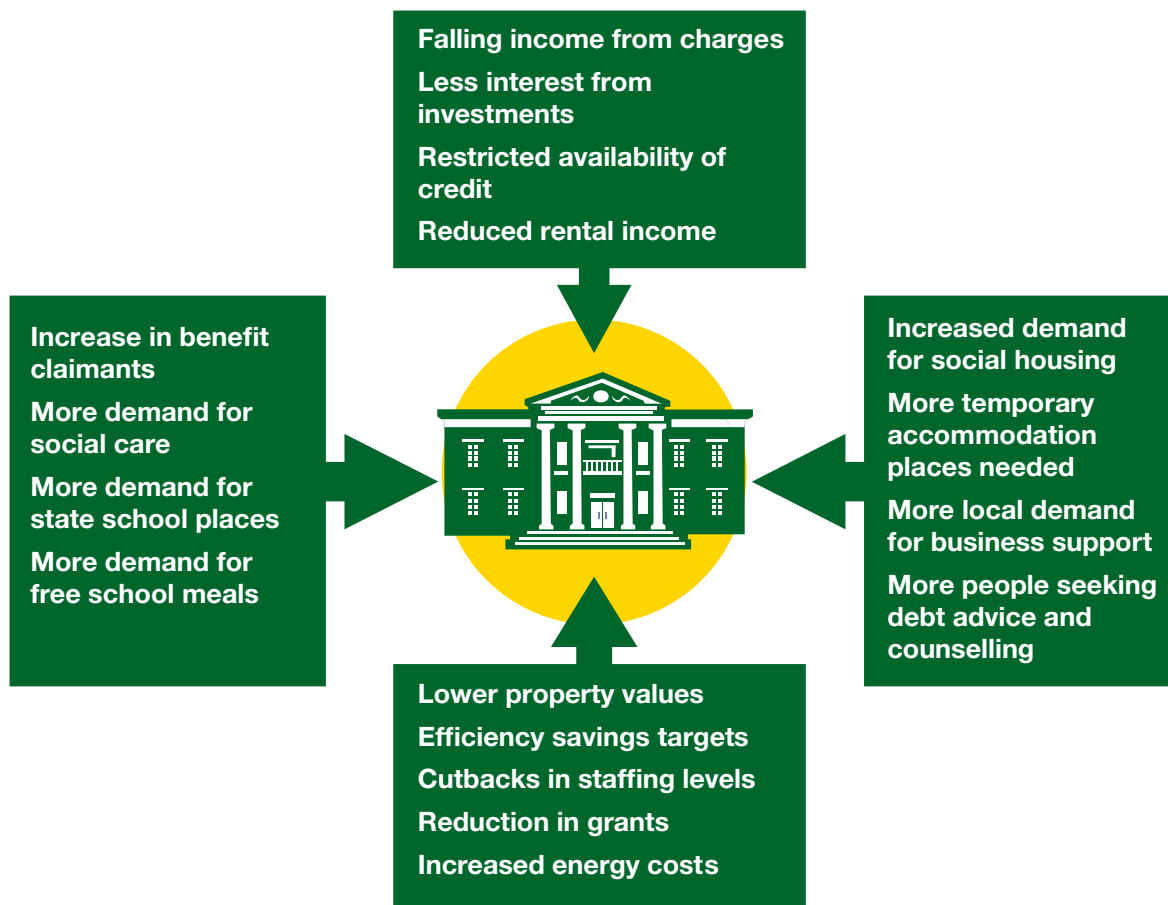 Falling income from charges
Less interest from
investments
Restricted availability of
credit
Reduced rental income
Increase in benefit
claimants
More demand for
social care
More demand for
state school places
More demand for
free school meals
Increased demand
for social housing
More temporary
accommodation
places needed
More local demand
for business support
More people seeking
debt advice and
counselling
Lower property values
Efficiency savings targets
Cutbacks in staffing levels
Reduction in grants
Increased energy costs